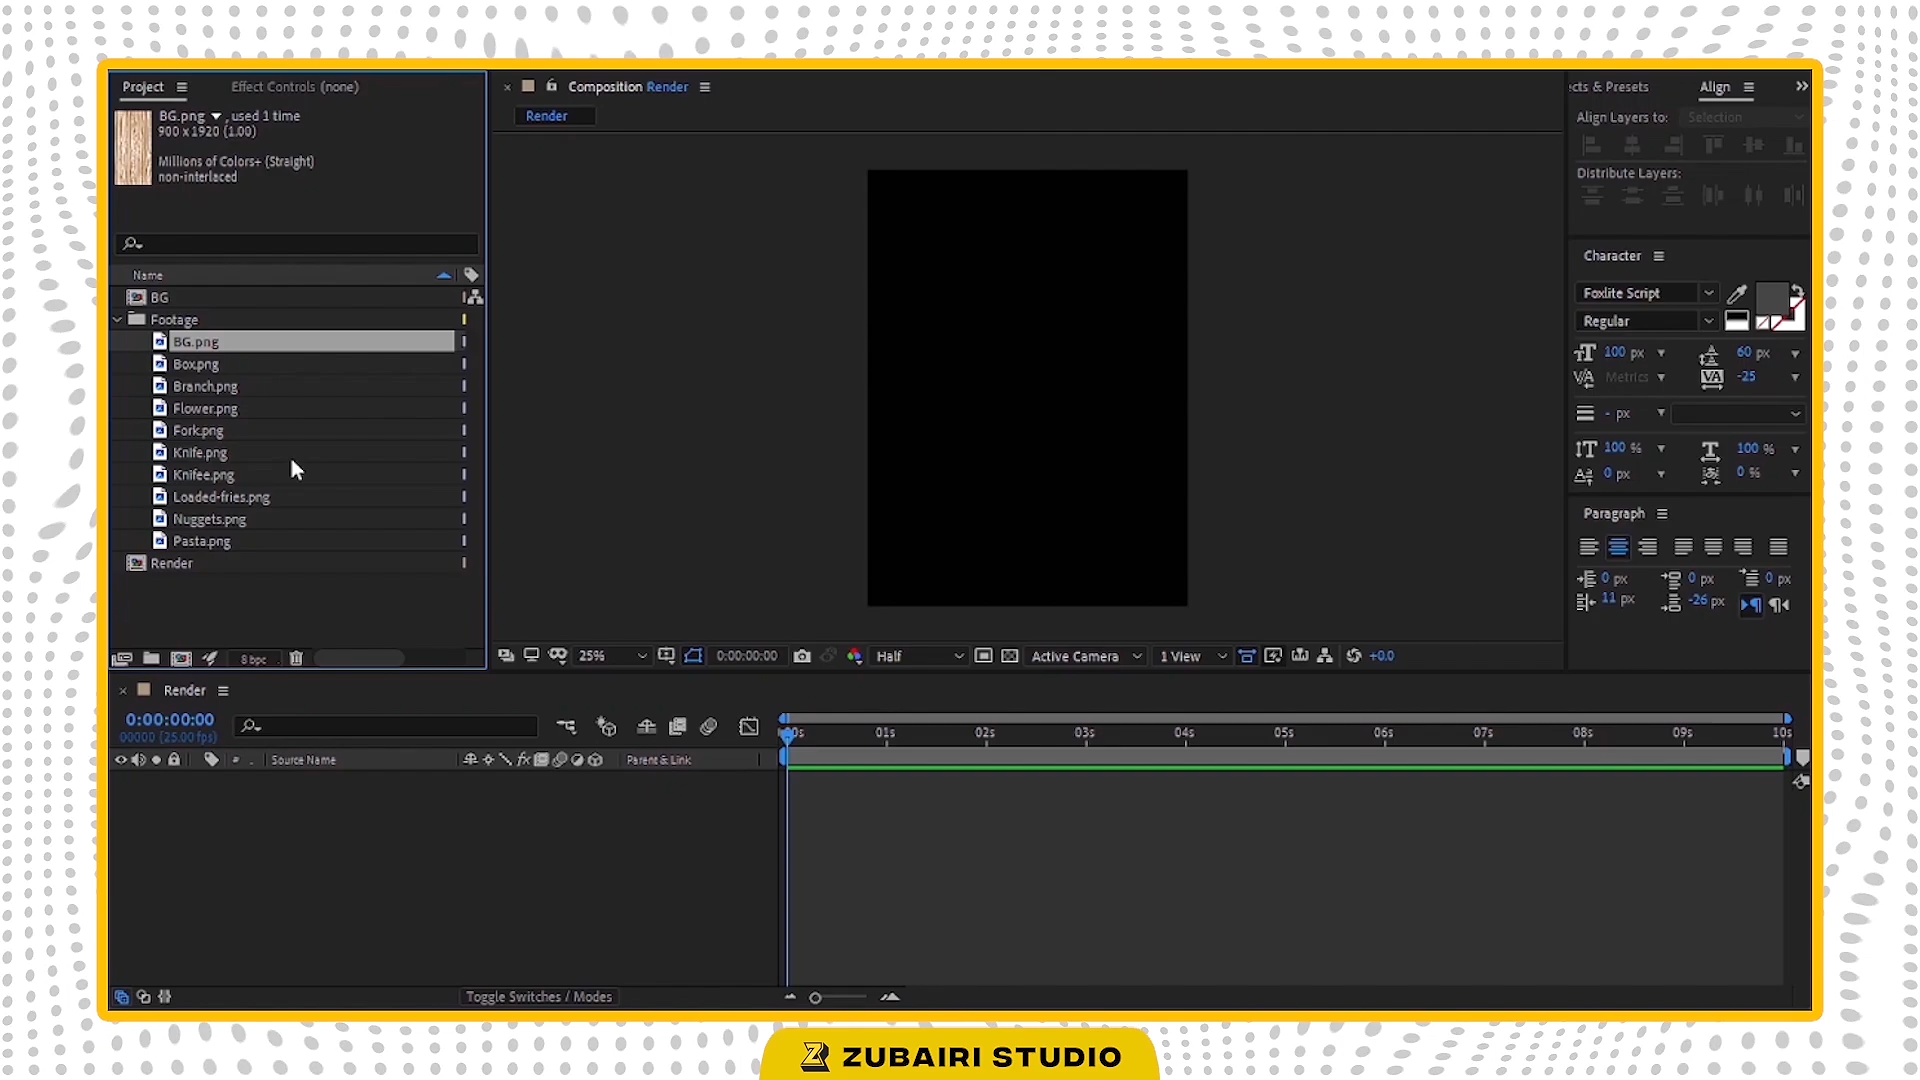 Project
Effect Controls (none)
BG.png , used 1 time
900 x 1920 (1.00)
Millions of Colors+ (Straight)
non-interlaced
Name
BG
Footage
BG.png
Box.png
Branch.png
Flower.png
Fork.png
Knife.png
Knifee.png
Loaded-fries.png
Nuggets.png
Pasta.png
Render
8 bpc
Composition Render
Render
25%
0:00:00:00
Half
Active Camera
1 View
+0.0
cts & Presets
Align
Align Layers to:
Selection
Distribute Layers:
Character
Foxlite Script
Regular
100 px
60 px
Metrics
-25
- px
100 %
100 %
0 px
0 %
Paragraph
0 px
0 px
0 px
11 px
-26 px
Render
0:00:00:00
00000 (25.00 fps)
# .
Source Name
Parent & Link
00s
01s
02s
03s
04s
05s
06s
07s
08s
09s
10s
Toggle Switches / Modes
ZUBAIRI STUDIO